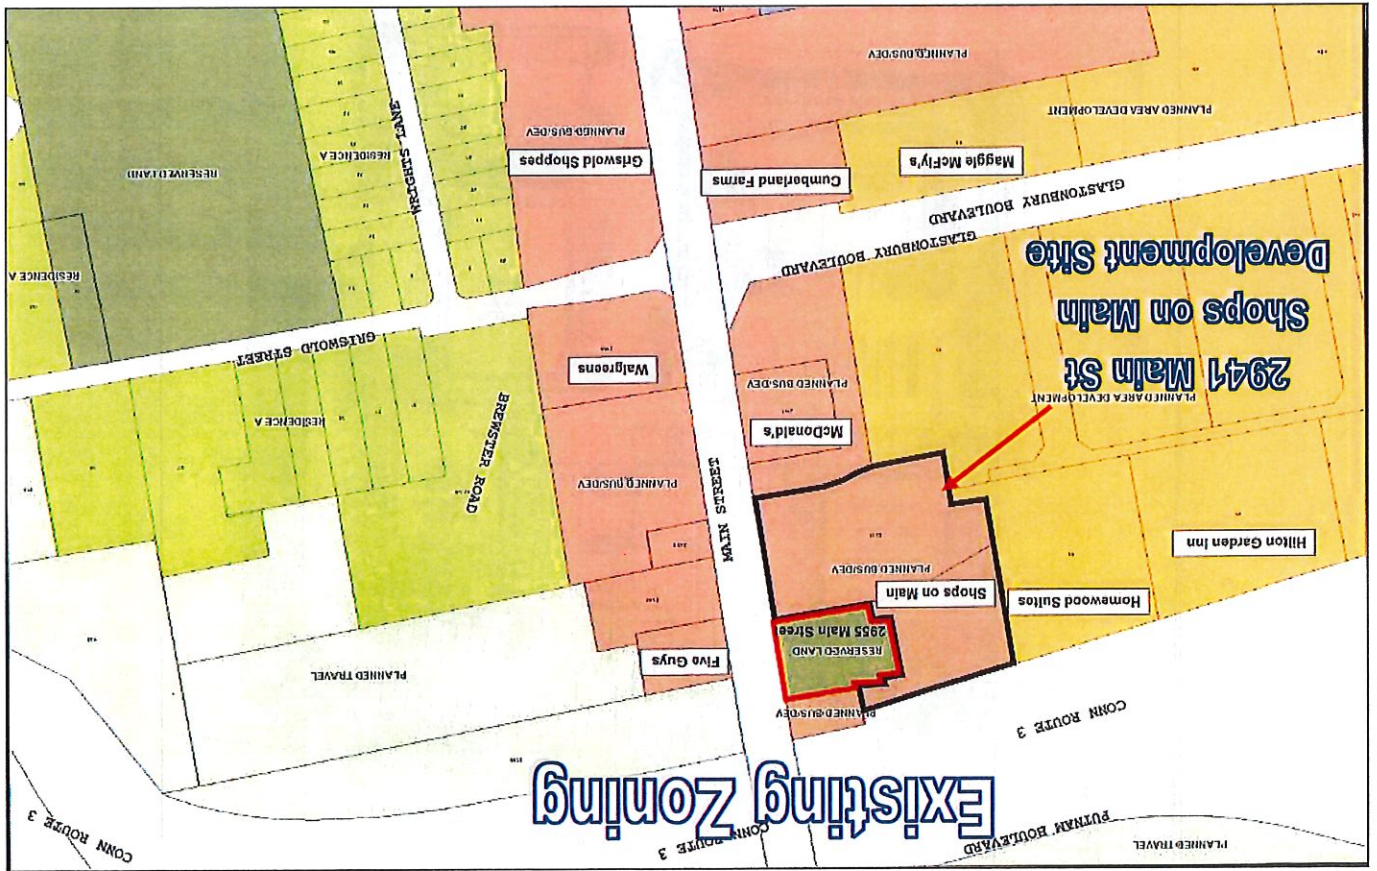 PLANNED TRAVEL
PUTNAM BOULEVARD
CONN ROUTE 3
CONN ROUTE 3
Existing Zoning
CONN ROUTE 3
PLANNED BUS/DEV
PLANNED TRAVEL
Five Guys
RESERVED LAND
2955 Main Stree
Homewood Suites
Shops on Main
PLANNED BUS/DEV
Hilton Garden Inn
MAIN STREET
PLANNED BUS/DEV
BREWSTER ROAD
McDonald's
RESIDENCE A
PLANNED AREA DEVELOPMENT
2941 Main St
Shops on Main
Development Site
PLANNED BUS/DEV
Walgreens
GRISWOLD STREET
GLASTONBURY BOULEVARD
GLASTONBURY BOULEVARD
RESIDENCE A
Cumberland Farms
Maggie McFly's
Griswold Shoppes
PLANNED BUS/DEV
WRIGHTS LANE
RESIDENCE A
RESERVED LAND
PLANNED AREA DEVELOPMENT
PLANNED BUS/DEV